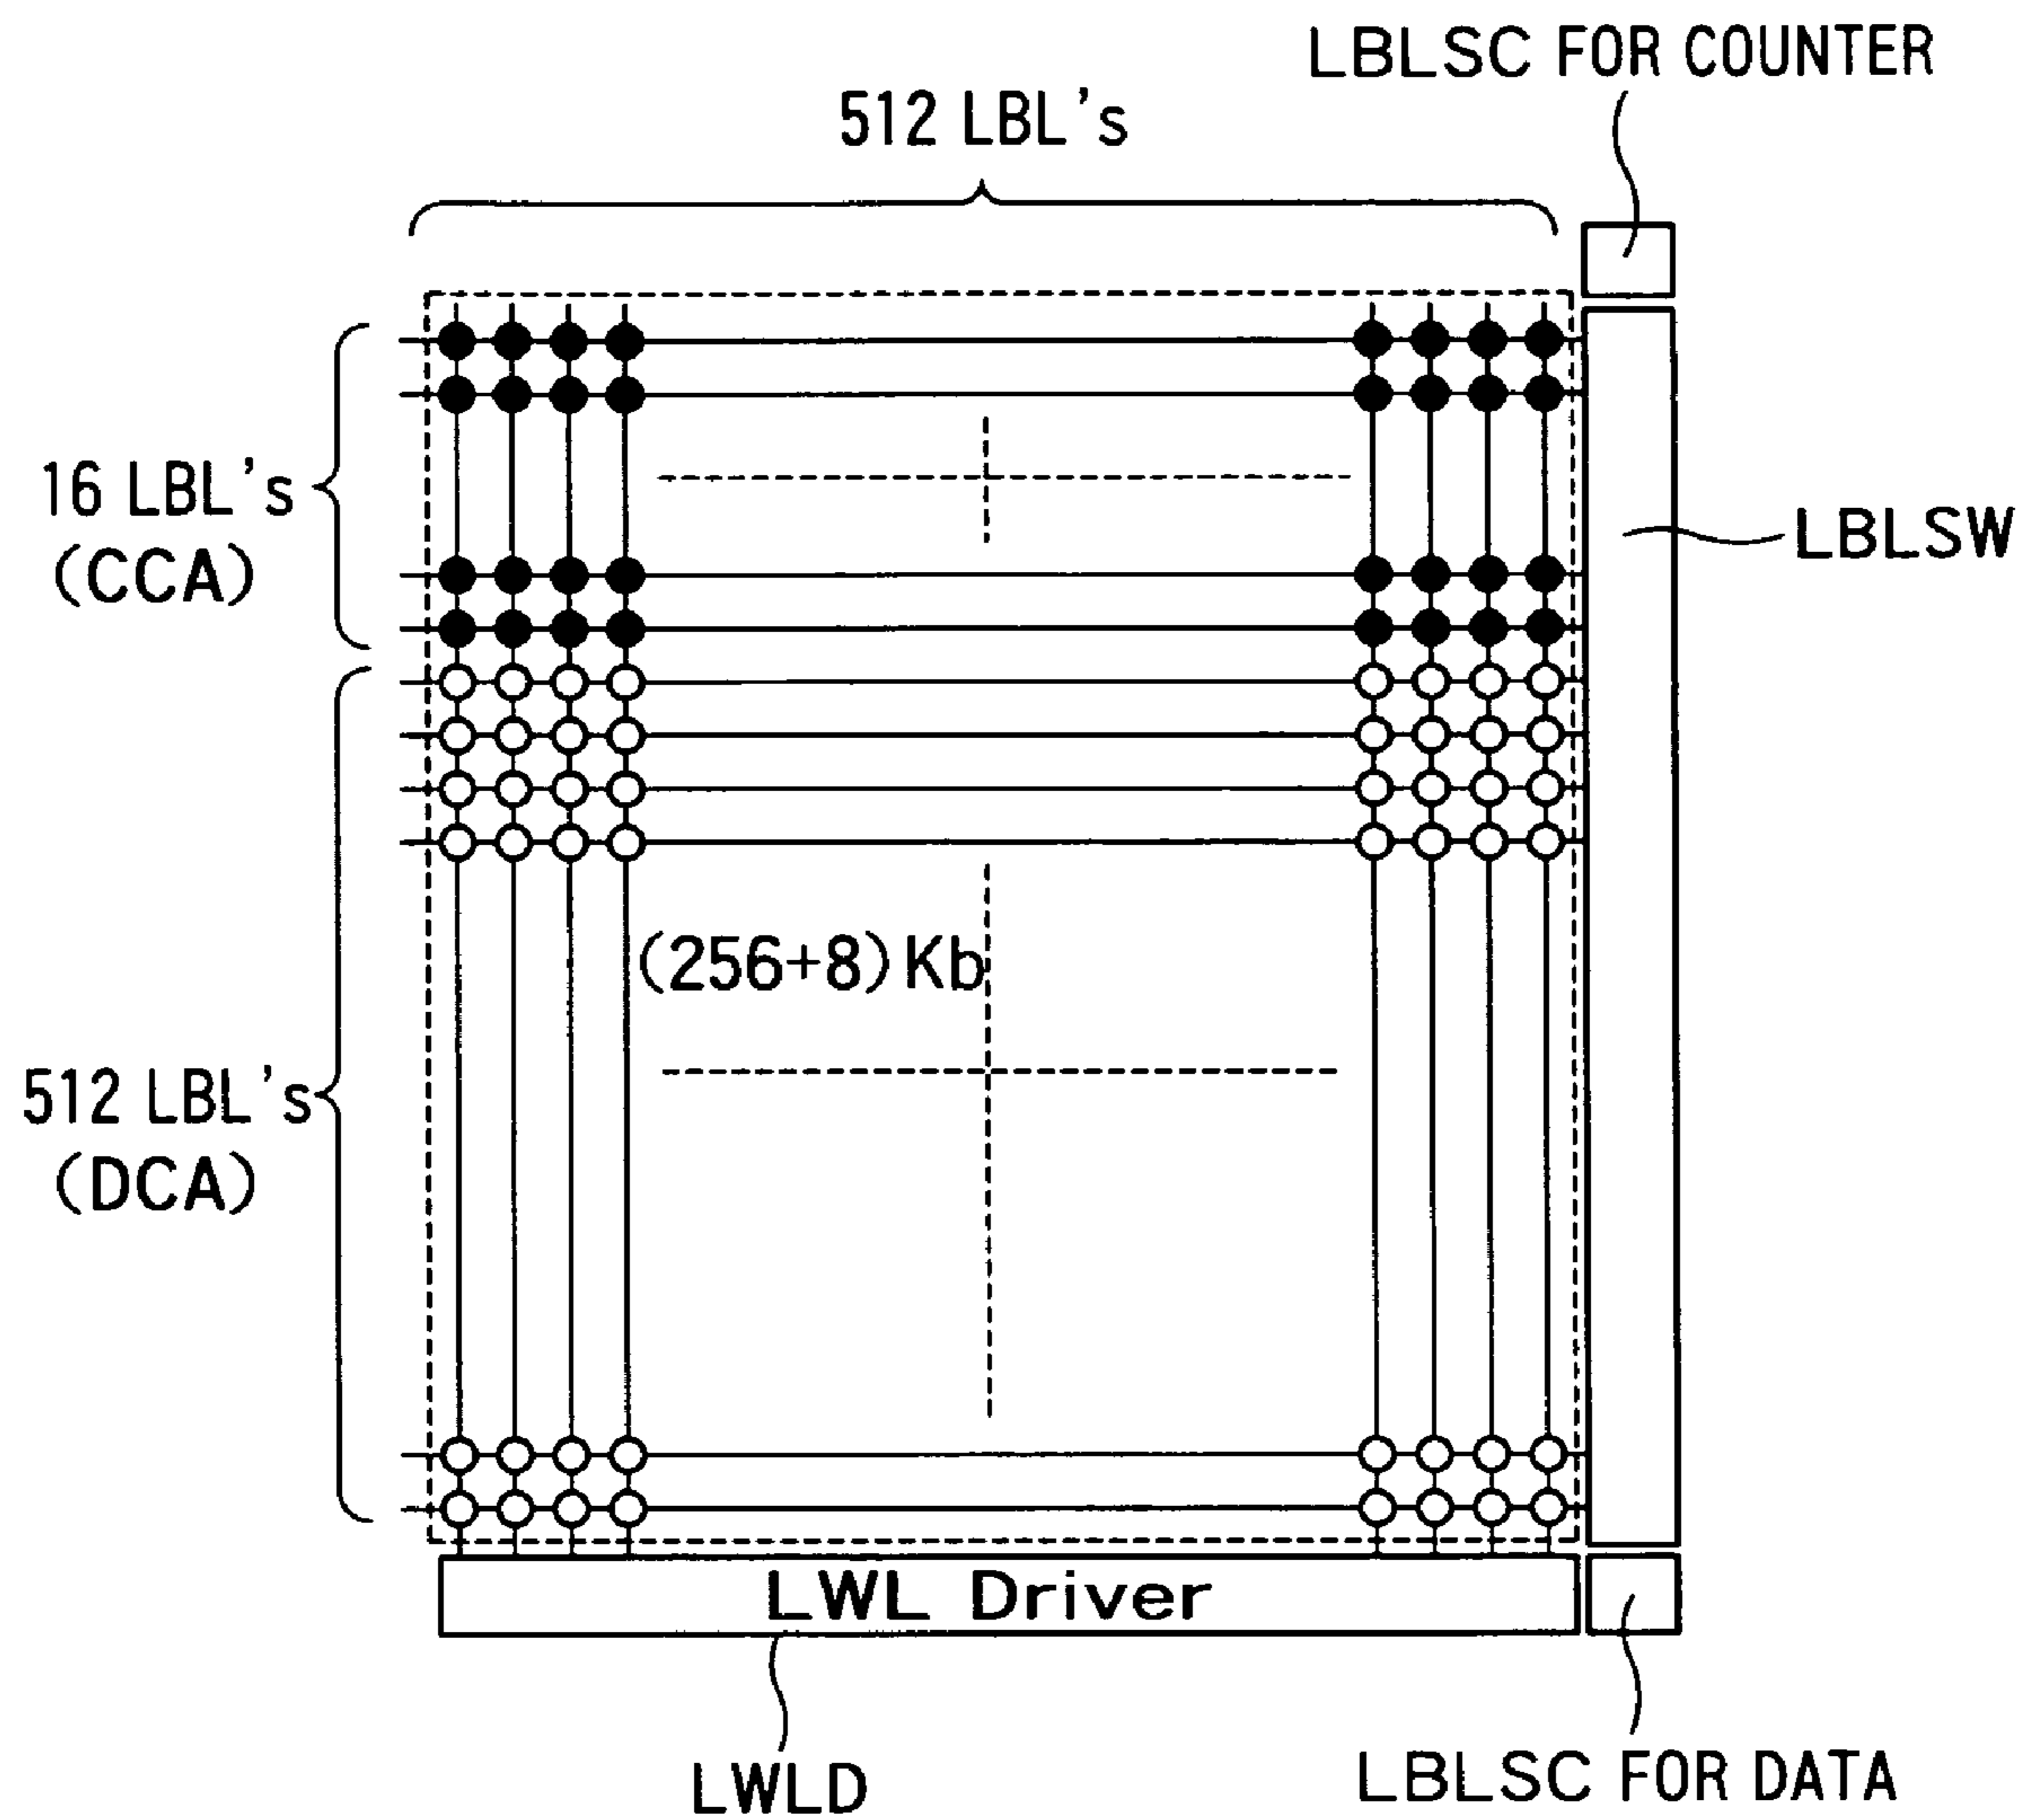 LBLSC FOR COUNTER
512 LBL's
16 LBL's
(CCA)
LBLSW
(256+8)Kb
512 LBL's
(DCA)
LWL Driver
LWLD
LBLSC FOR DATA